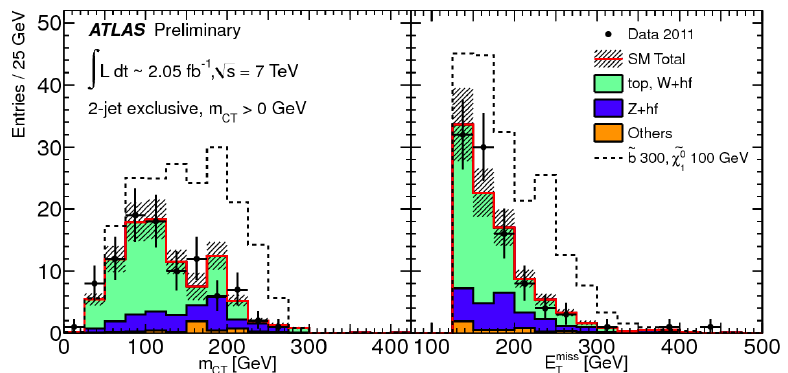 ATLAS Preliminary
∫ L dt ~ 2.05 fb⁻¹, √s = 7 TeV
2-jet exclusive, m_CT > 0 GeV
Entries / 25 GeV
50
40
30
20
10
0
0 100 200 300 400
m_CT [GeV]
Data 2011
SM Total
top, W+hf
Z+hf
Others
b̃ 300, χ̃⁰₁ 100 GeV
100 200 300 400 500
E_T^miss [GeV]